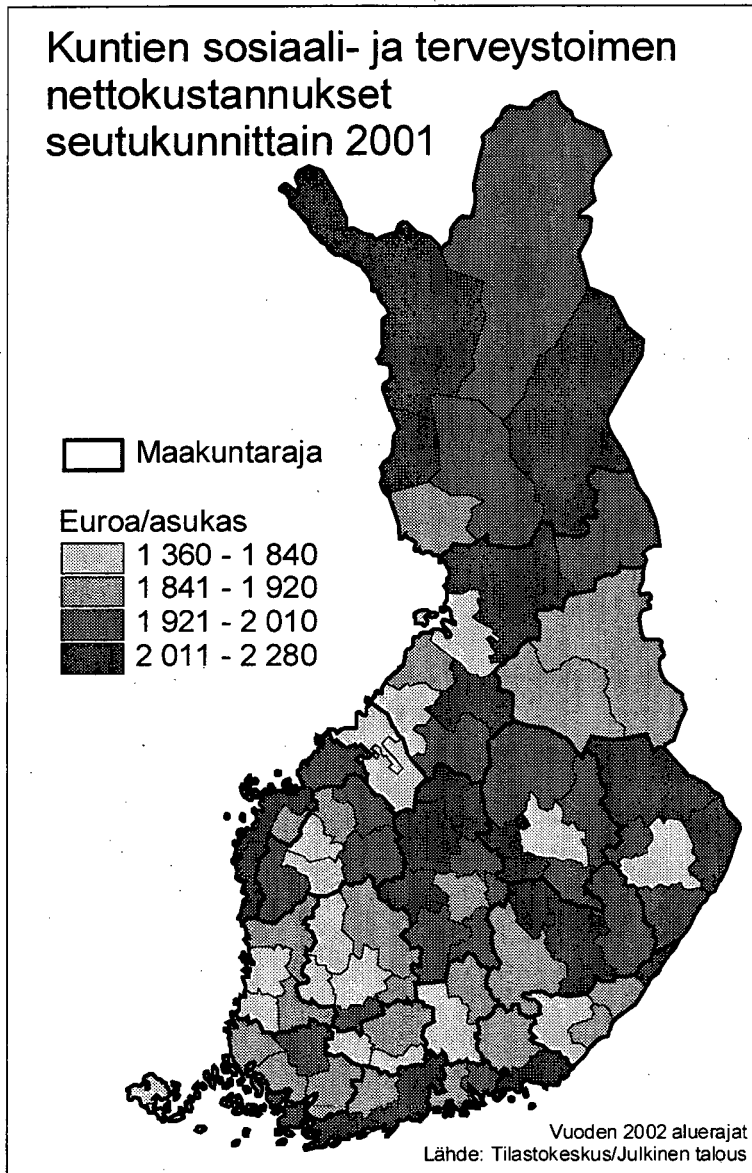 Kuntien sosiaali- ja terveystoimen
nettokustannukset
seutukunnittain 2001
Maakuntaraja
Euroa/asukas
1 360 - 1 840
1 841 - 1 920
1 921 - 2 010
2 011 - 2 280
Vuoden 2002 aluerajat
Lähde: Tilastokeskus/Julkinen talous